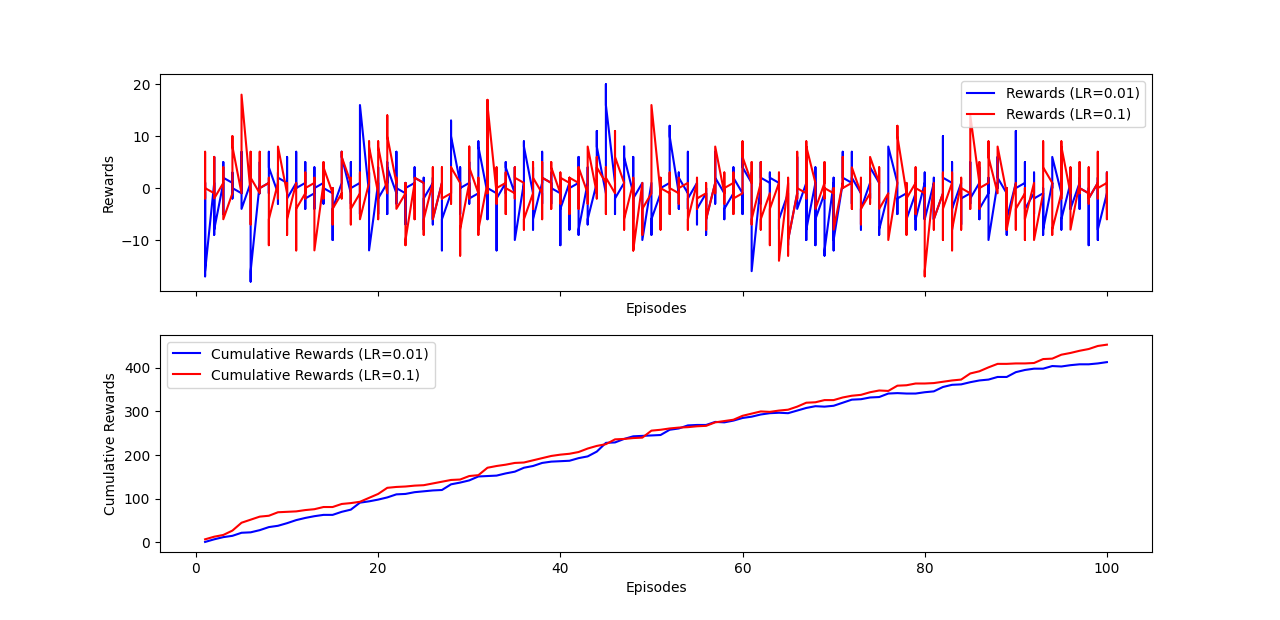 20
10
0
−10
Rewards
Rewards (LR=0.01)
Rewards (LR=0.1)
Episodes
400
300
200
100
0
Cumulative Rewards
Cumulative Rewards (LR=0.01)
Cumulative Rewards (LR=0.1)
0 20 40 60 80 100
Episodes